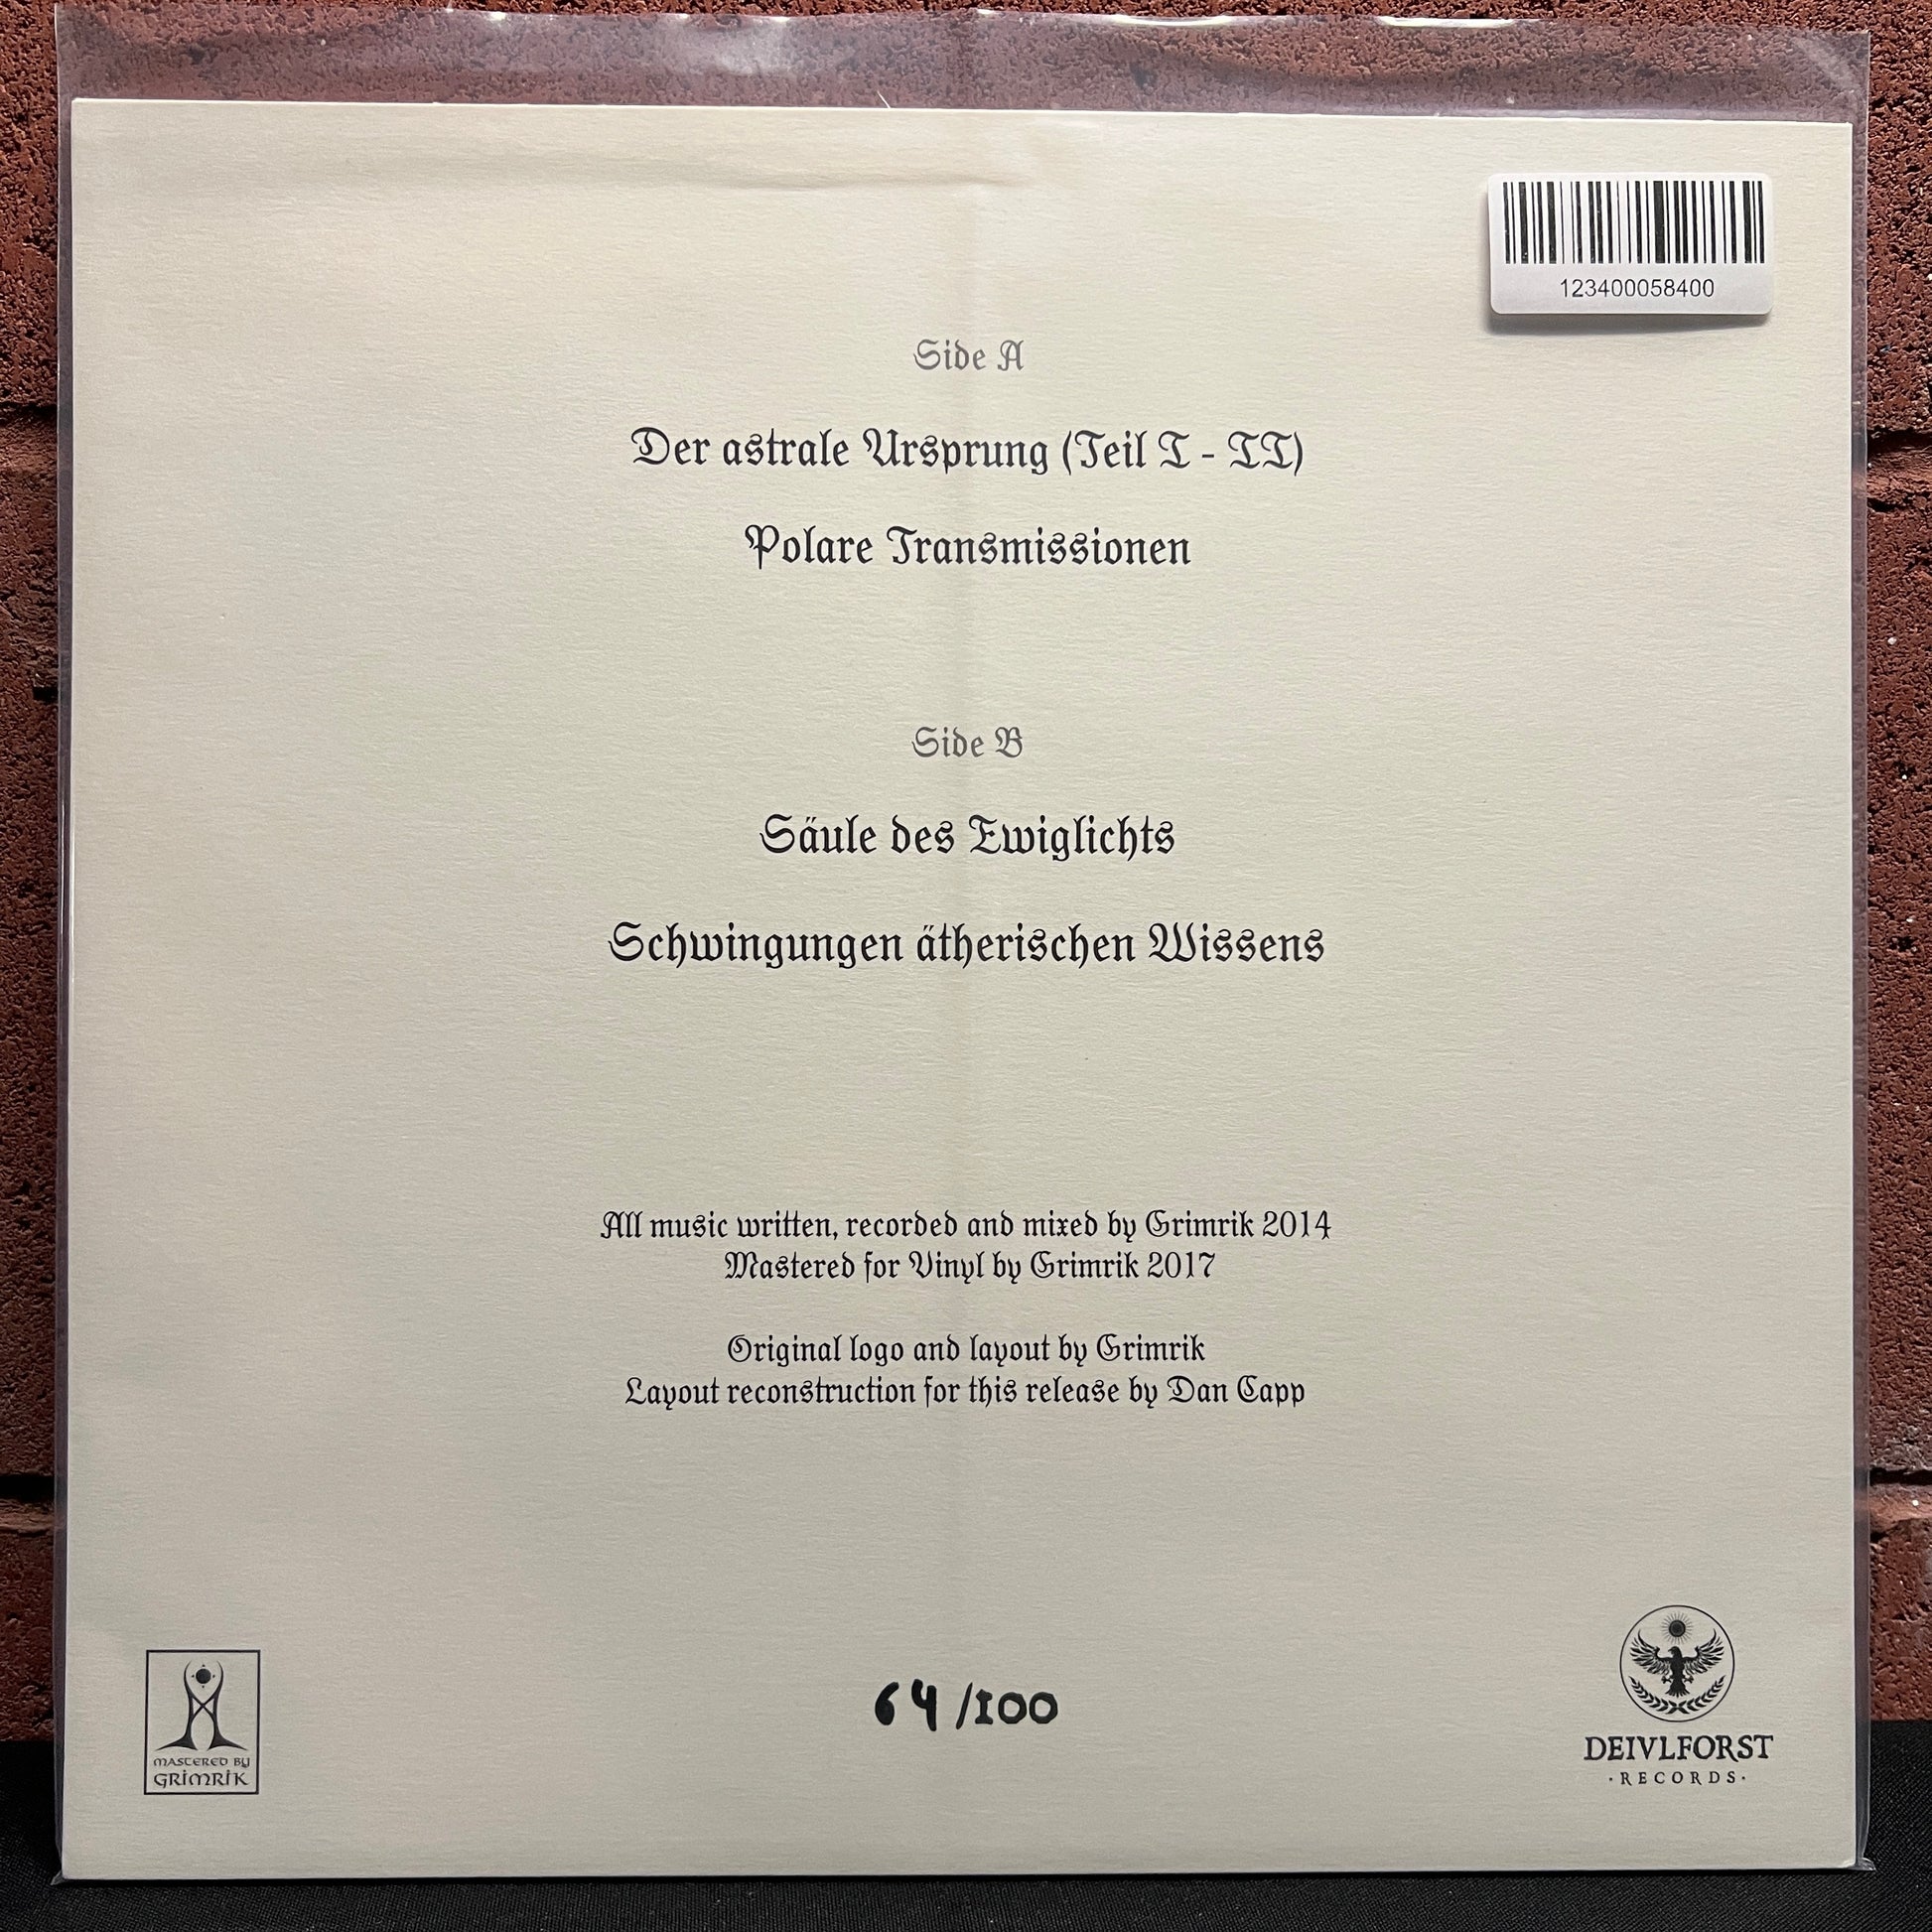 123400058400
Side A
Der astrale Ursprung (Teil I - II)
Polare Transmissionen
Side B
Säule des Ewiglichts
Schwingungen ätherischen Wissens
All music written, recorded and mixed by Grimrik 2014
Mastered for Vinyl by Grimrik 2017
Original logo and layout by Grimrik
Layout reconstruction for this release by Dan Capp
64/100
MASTERED BY
GRIMRIK
DEIVLFORST
·RECORDS·